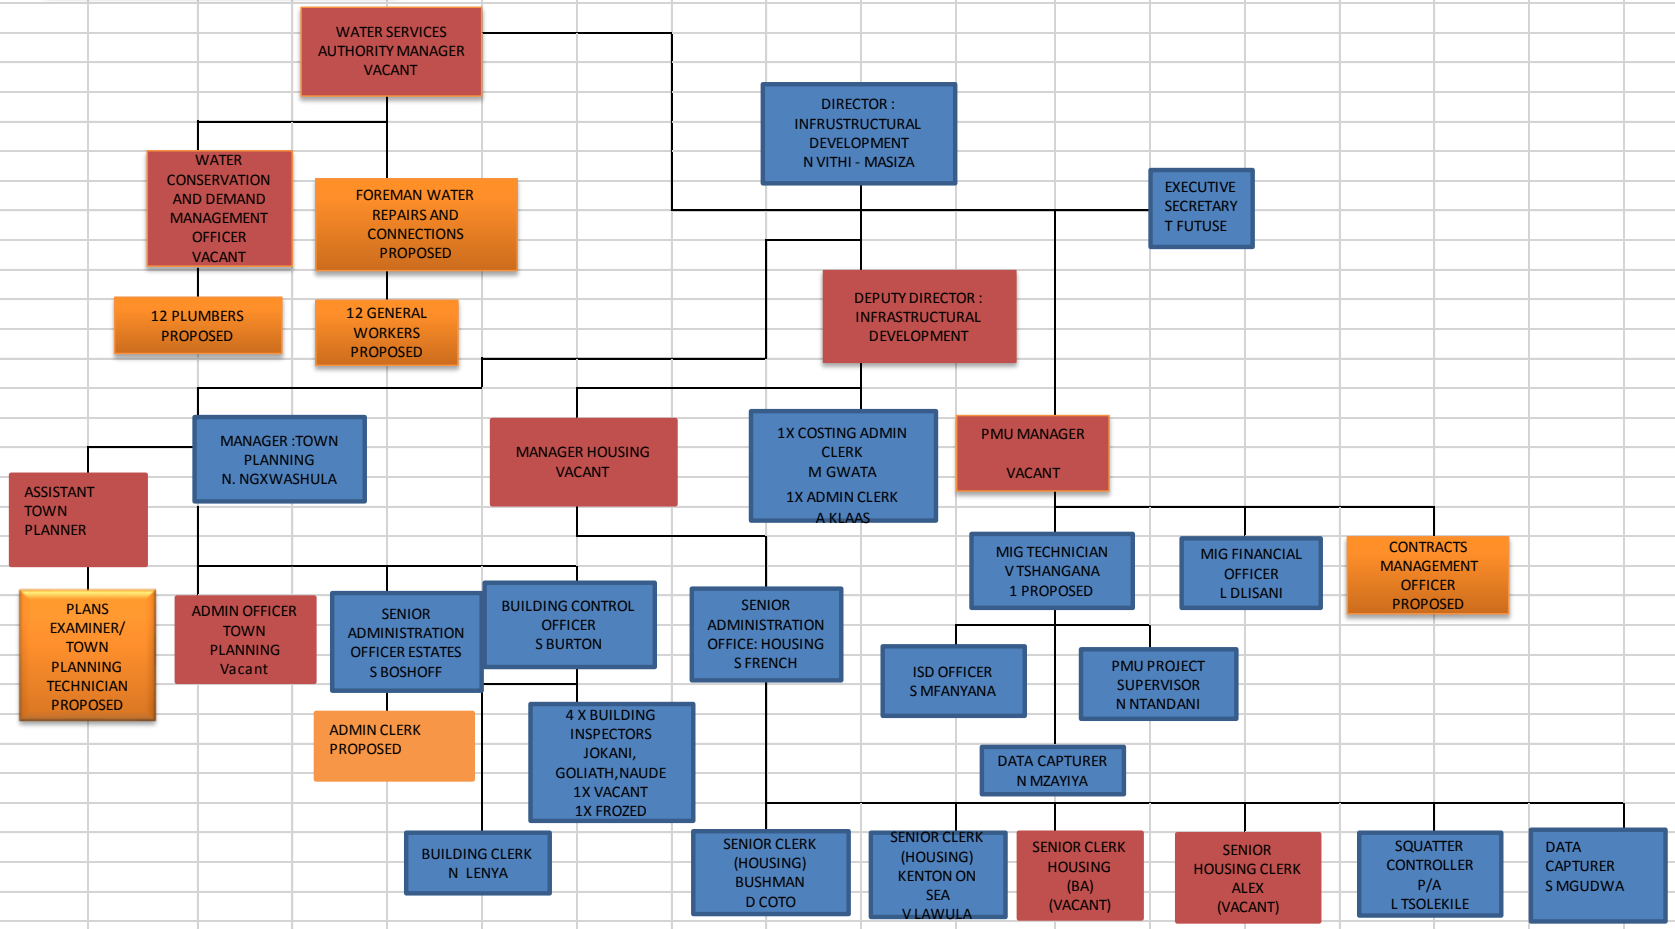 WATER SERVICES
AUTHORITY MANAGER
VACANT
DIRECTOR :
INFRUSTRUCTURAL
DEVELOPMENT
N VITHI - MASIZA
EXECUTIVE
SECRETARY
T FUTUSE
WATER
CONSERVATION
AND DEMAND
MANAGEMENT
OFFICER
VACANT
FOREMAN WATER
REPAIRS AND
CONNECTIONS
PROPOSED
12 PLUMBERS
PROPOSED
12 GENERAL
WORKERS
PROPOSED
DEPUTY DIRECTOR :
INFRASTRUCTURAL
DEVELOPMENT
MANAGER :TOWN
PLANNING
N. NGXWASHULA
MANAGER HOUSING
VACANT
1X COSTING ADMIN
CLERK
M GWATA
1X ADMIN CLERK
A KLAAS
PMU MANAGER
VACANT
ASSISTANT
TOWN
PLANNER
PLANS
EXAMINER/
TOWN
PLANNING
TECHNICIAN
PROPOSED
ADMIN OFFICER
TOWN
PLANNING
Vacant
SENIOR
ADMINISTRATION
OFFICER ESTATES
S BOSHOFF
BUILDING CONTROL
OFFICER
S BURTON
SENIOR
ADMINISTRATION
OFFICE: HOUSING
S FRENCH
MIG TECHNICIAN
V TSHANGANA
1 PROPOSED
MIG FINANCIAL
OFFICER
L DLISANI
CONTRACTS
MANAGEMENT
OFFICER
PROPOSED
ISD OFFICER
S MFANYANA
PMU PROJECT
SUPERVISOR
N NTANDANI
ADMIN CLERK
PROPOSED
4 X BUILDING
INSPECTORS
JOKANI,
GOLIATH,NAUDE
1X VACANT
1X FROZED
DATA CAPTURER
N MZAYIYA
BUILDING CLERK
N LENYA
SENIOR CLERK
(HOUSING)
BUSHMAN
D COTO
SENIOR CLERK
(HOUSING)
KENTON ON
SEA
V LAWULA
SENIOR CLERK
HOUSING
(BA)
(VACANT)
SENIOR
HOUSING CLERK
ALEX
(VACANT)
SQUATTER
CONTROLLER
P/A
L TSOLEKILE
DATA
CAPTURER
S MGUDWA